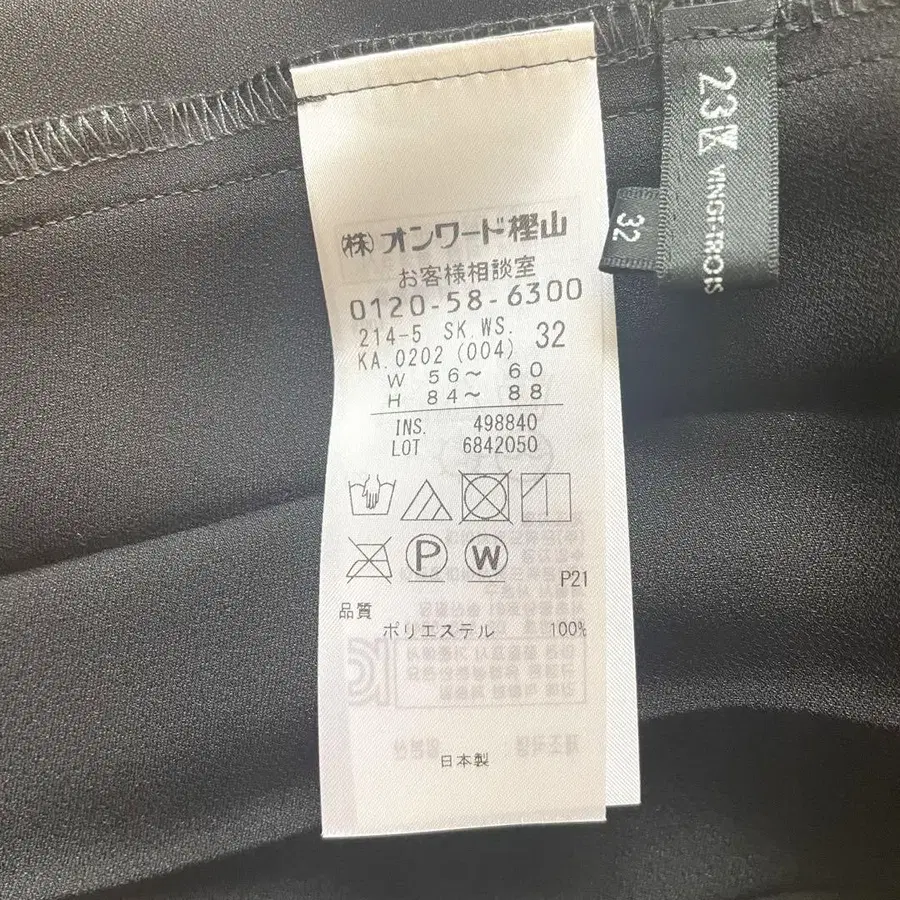 (株)オンワード樫山
お客様相談室
0120-58-6300
214-5 SK.WS. 32
KA.0202 (004)
W 56～ 60
H 84～ 88
INS. 498840
LOT 6842050
P
W
P21
品質
ポリエステル 100%
日本製
23区
VINGT-TROIS
32